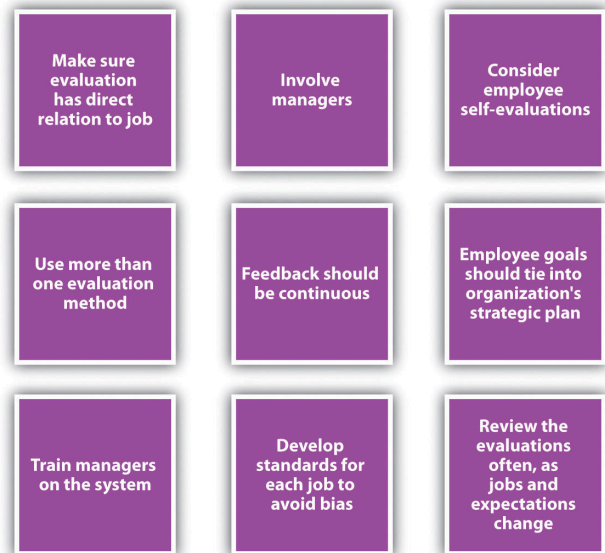 Make sure
evaluation
has direct
relation to job
Involve
managers
Consider
employee
self-evaluations
Use more than
one evaluation
method
Feedback should
be continuous
Employee goals
should tie into
organization's
strategic plan
Train managers
on the system
Develop
standards for
each job to
avoid bias
Review the
evaluations
often, as
jobs and
expectations
change